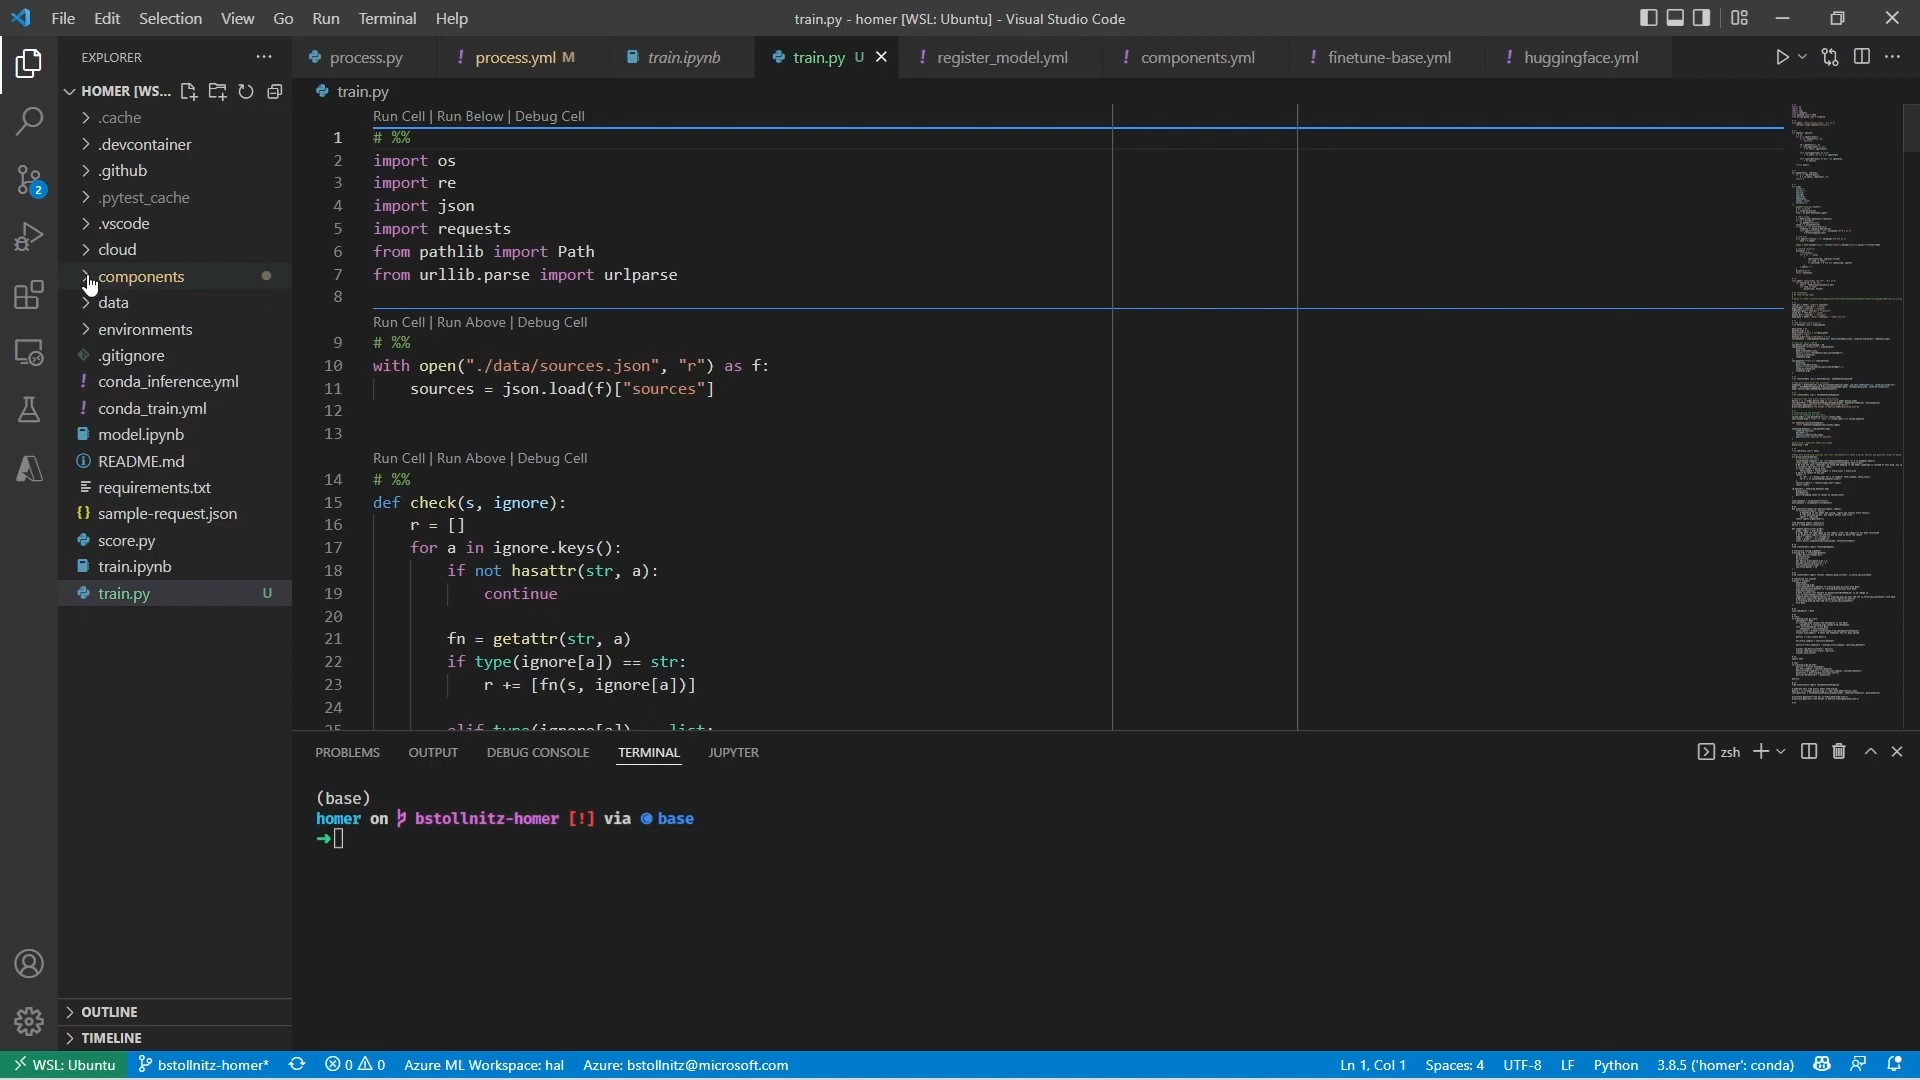 File Edit Selection View Go Run Terminal Help
train.py - homer [WSL: Ubuntu] - Visual Studio Code
EXPLORER
HOMER [WS...
.cache
.devcontainer
.github
.pytest_cache
.vscode
cloud
components
data
environments
.gitignore
conda_inference.yml
conda_train.yml
model.ipynb
README.md
requirements.txt
sample-request.json
score.py
train.ipynb
train.py U
OUTLINE
TIMELINE
2
process.py
process.yml M
train.ipynb
train.py U
register_model.yml
components.yml
finetune-base.yml
huggingface.yml
train.py
Run Cell | Run Below | Debug Cell
1 # %%
2 import os
3 import re
4 import json
5 import requests
6 from pathlib import Path
7 from urllib.parse import urlparse
8
Run Cell | Run Above | Debug Cell
9 # %%
10 with open("./data/sources.json", "r") as f:
11 sources = json.load(f)["sources"]
12
13
Run Cell | Run Above | Debug Cell
14 # %%
15 def check(s, ignore):
16 r = []
17 for a in ignore.keys():
18 if not hasattr(str, a):
19 continue
20
21 fn = getattr(str, a)
22 if type(ignore[a]) == str:
23 r += [fn(s, ignore[a])]
24
25 elif type(ignore[a]) == list:
PROBLEMS OUTPUT DEBUG CONSOLE TERMINAL JUPYTER
zsh
(base)
homer on bstollnitz-homer [!] via base
WSL: Ubuntu bstollnitz-homer* 0 0 Azure ML Workspace: hal Azure: bstollnitz@microsoft.com
Ln 1, Col 1 Spaces: 4 UTF-8 LF Python 3.8.5 ('homer': conda)